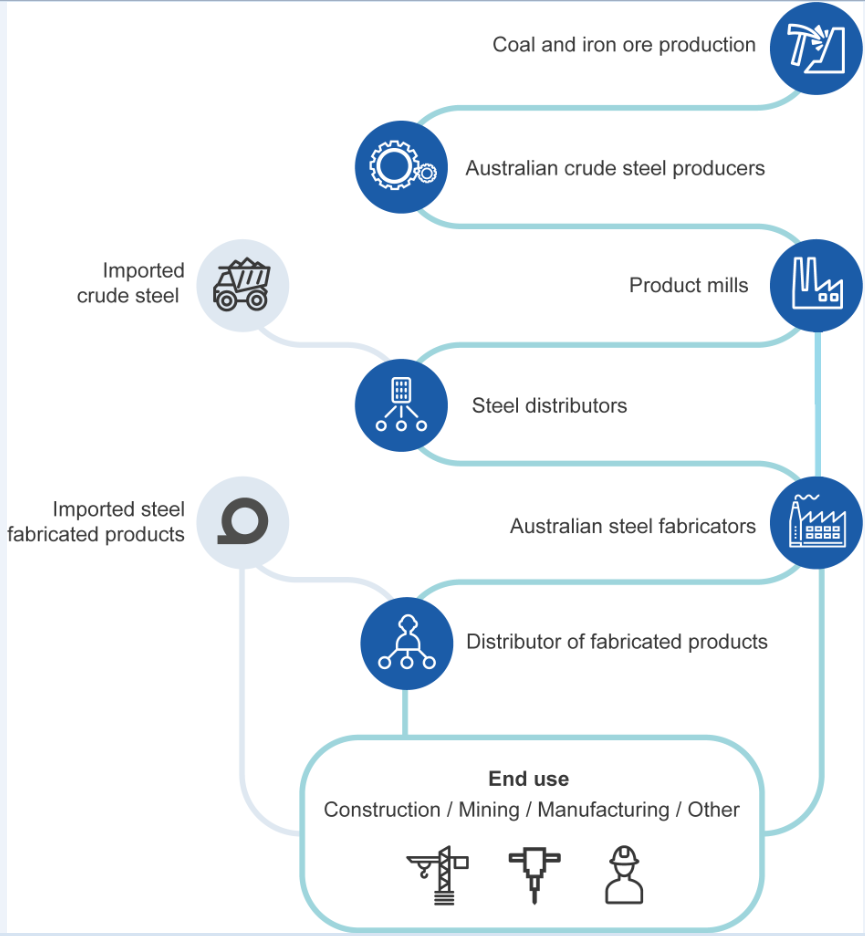 Coal and iron ore production
Australian crude steel producers
Imported
crude steel
Product mills
Steel distributors
Imported steel
fabricated products
Australian steel fabricators
Distributor of fabricated products
End use
Construction / Mining / Manufacturing / Other